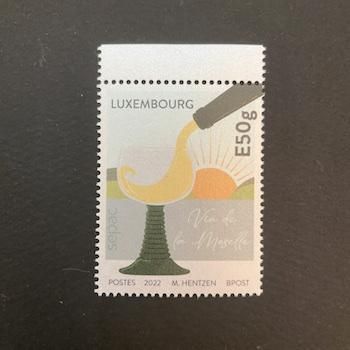 LUXEMBOURG
E50g
sepac
Vin de
la Moselle
POSTES 2022 M. HENTZEN BPOST